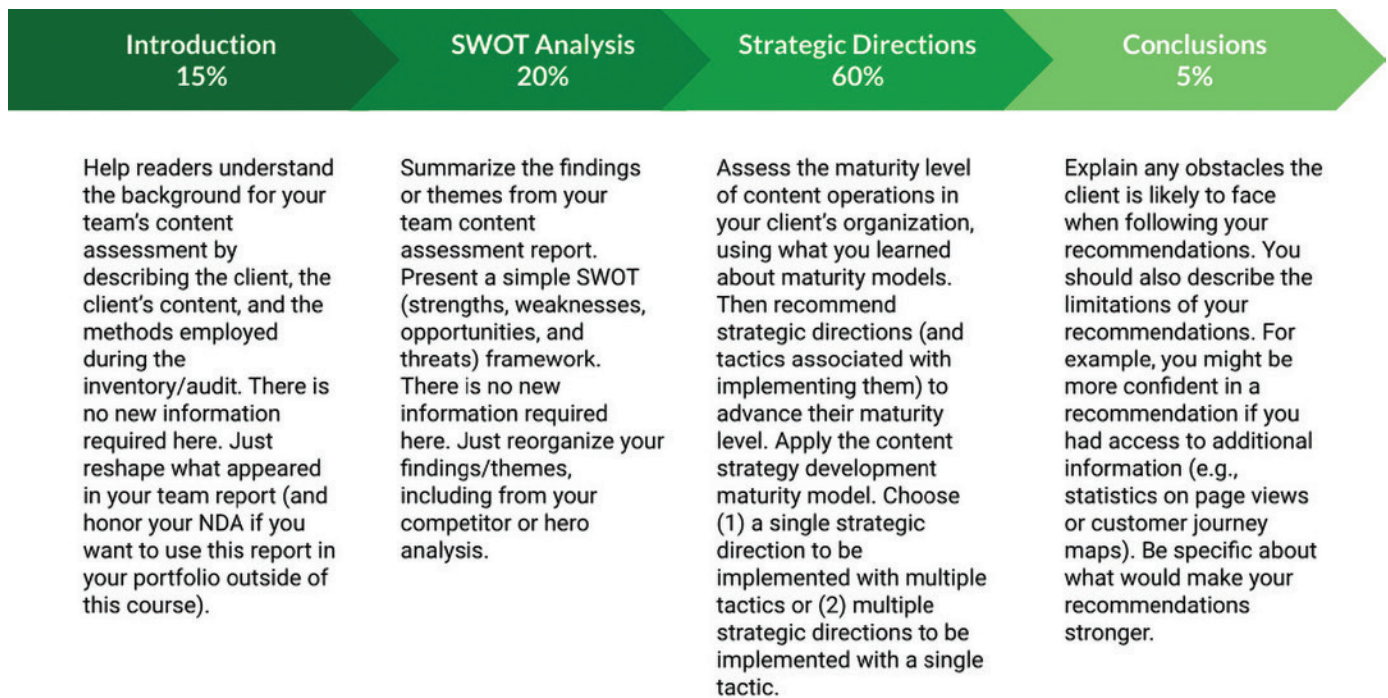 Introduction
15%
SWOT Analysis
20%
Strategic Directions
60%
Conclusions
5%
Help readers understand
the background for your
team's content
assessment by
describing the client, the
client's content, and the
methods employed
during the
inventory/audit. There is
no new information
required here. Just
reshape what appeared
in your team report (and
honor your NDA if you
want to use this report in
your portfolio outside of
this course).
Summarize the findings
or themes from your
team content
assessment report.
Present a simple SWOT
(strengths, weaknesses,
opportunities, and
threats) framework.
There is no new
information required
here. Just reorganize your
findings/themes,
including from your
competitor or hero
analysis.
Assess the maturity level
of content operations in
your client's organization,
using what you learned
about maturity models.
Then recommend
strategic directions (and
tactics associated with
implementing them) to
advance their maturity
level. Apply the content
strategy development
maturity model. Choose
(1) a single strategic
direction to be
implemented with multiple
tactics or (2) multiple
strategic directions to be
implemented with a single
tactic.
Explain any obstacles the
client is likely to face
when following your
recommendations. You
should also describe the
limitations of your
recommendations. For
example, you might be
more confident in a
recommendation if you
had access to additional
information (e.g.,
statistics on page views
or customer journey
maps). Be specific about
what would make your
recommendations
stronger.